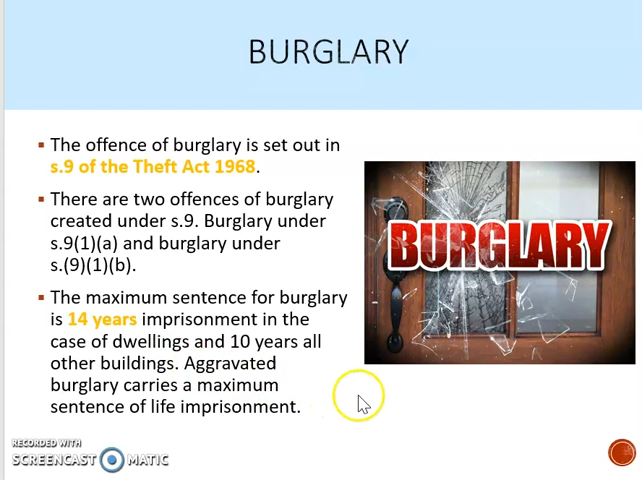 BURGLARY
▪ The offence of burglary is set out in
s.9 of the Theft Act 1968.
▪ There are two offences of burglary
created under s.9. Burglary under
s.9(1)(a) and burglary under
s.(9)(1)(b).
▪ The maximum sentence for burglary
is 14 years imprisonment in the
case of dwellings and 10 years all
other buildings. Aggravated
burglary carries a maximum
sentence of life imprisonment.
BURGLARY
RECORDED WITH
SCREENCAST MATIC